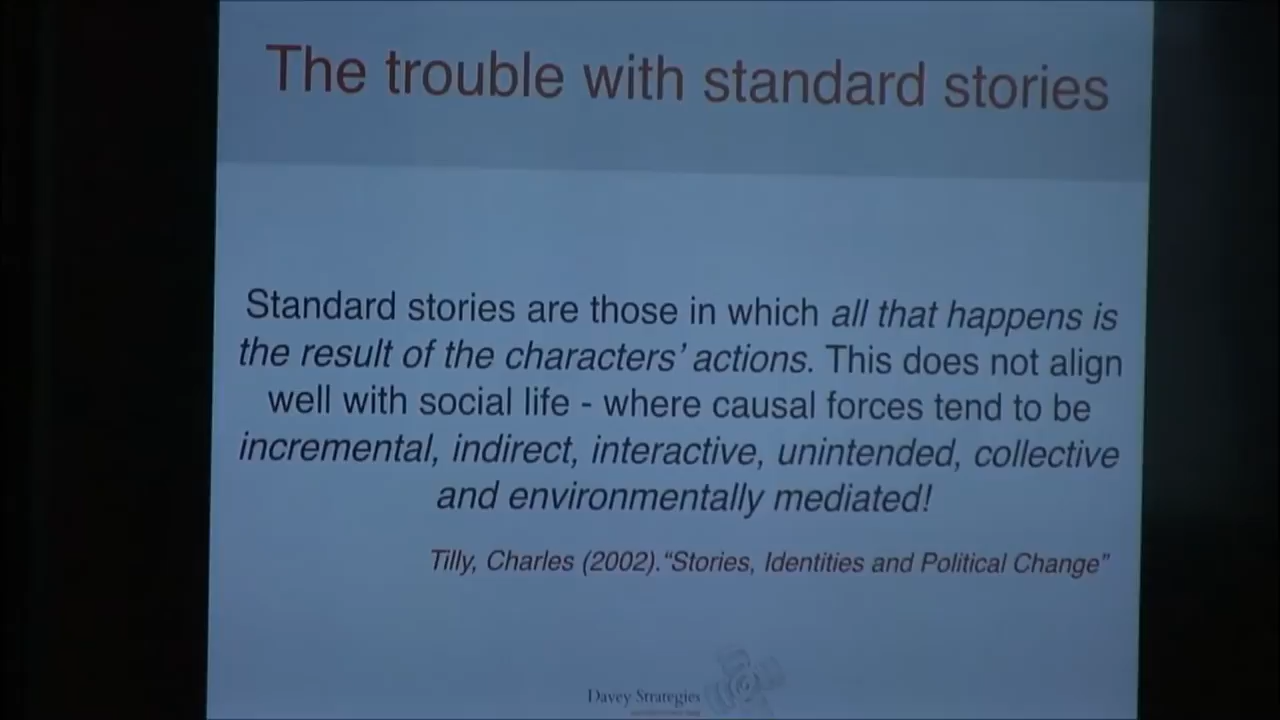 The trouble with standard stories
Standard stories are those in which all that happens is
the result of the characters' actions. This does not align
well with social life - where causal forces tend to be
incremental, indirect, interactive, unintended, collective
and environmentally mediated!
Tilly, Charles (2002).“Stories, Identities and Political Change”
Davey Strategies